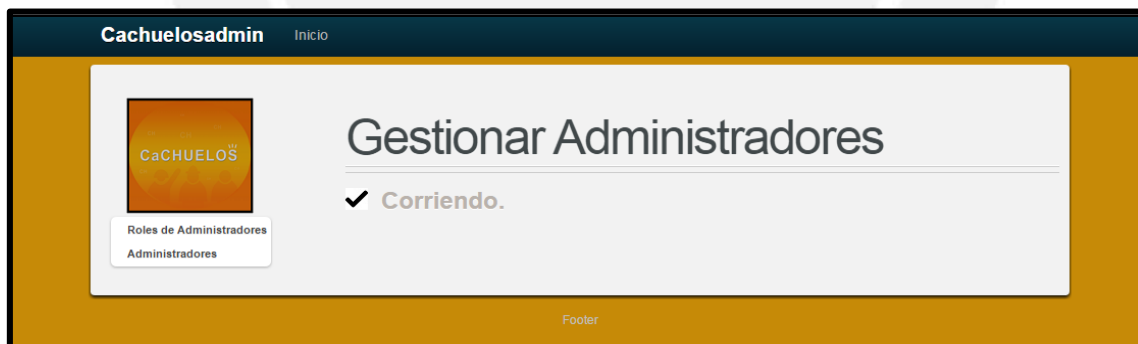 Cachuelosadmin Inicio
CaCHUELOS
Gestionar Administradores
Corriendo.
Roles de Administradores
Administradores
Footer